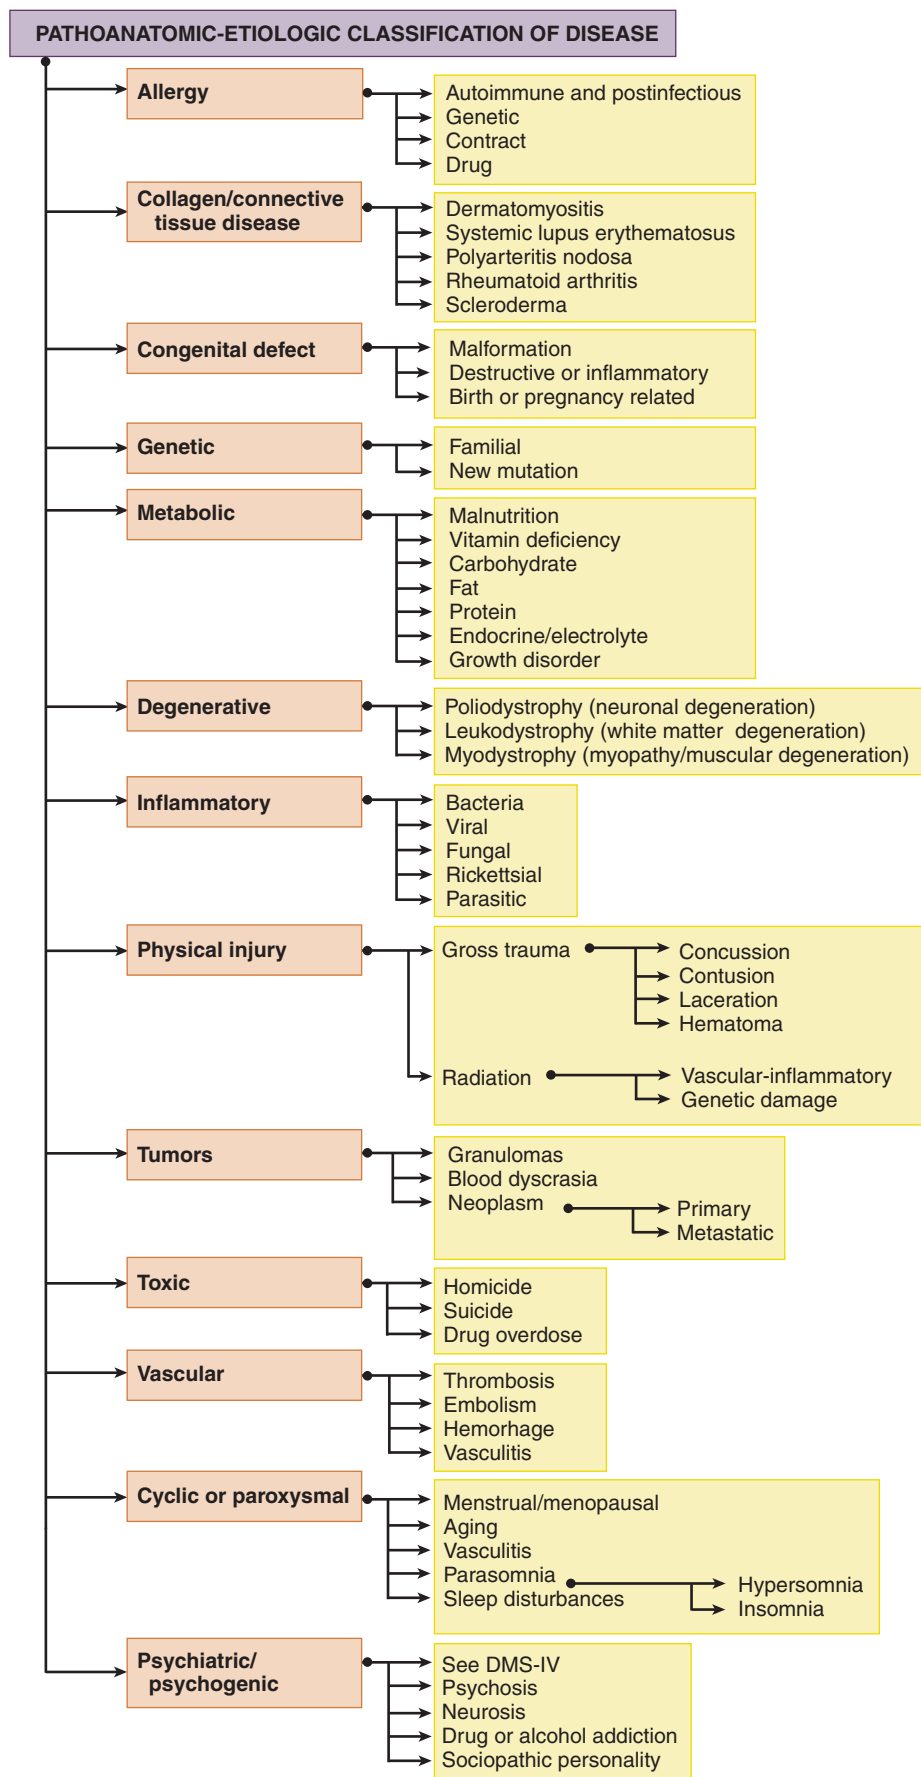 PATHOANATOMIC-ETIOLOGIC CLASSIFICATION OF DISEASE
Allergy
Autoimmune and postinfectious
Genetic
Contract
Drug
Collagen/connective
tissue disease
Dermatomyositis
Systemic lupus erythematosus
Polyarteritis nodosa
Rheumatoid arthritis
Scleroderma
Congenital defect
Malformation
Destructive or inflammatory
Birth or pregnancy related
Genetic
Familial
New mutation
Metabolic
Malnutrition
Vitamin deficiency
Carbohydrate
Fat
Protein
Endocrine/electrolyte
Growth disorder
Degenerative
Poliodystrophy (neuronal degeneration)
Leukodystrophy (white matter degeneration)
Myodystrophy (myopathy/muscular degeneration)
Inflammatory
Bacteria
Viral
Fungal
Rickettsial
Parasitic
Physical injury
Gross trauma
Concussion
Contusion
Laceration
Hematoma
Radiation
Vascular-inflammatory
Genetic damage
Tumors
Granulomas
Blood dyscrasia
Neoplasm
Primary
Metastatic
Toxic
Homicide
Suicide
Drug overdose
Vascular
Thrombosis
Embolism
Hemorhage
Vasculitis
Cyclic or paroxysmal
Menstrual/menopausal
Aging
Vasculitis
Parasomnia
Sleep disturbances
Hypersomnia
Insomnia
Psychiatric/
psychogenic
See DMS-IV
Psychosis
Neurosis
Drug or alcohol addiction
Sociopathic personality